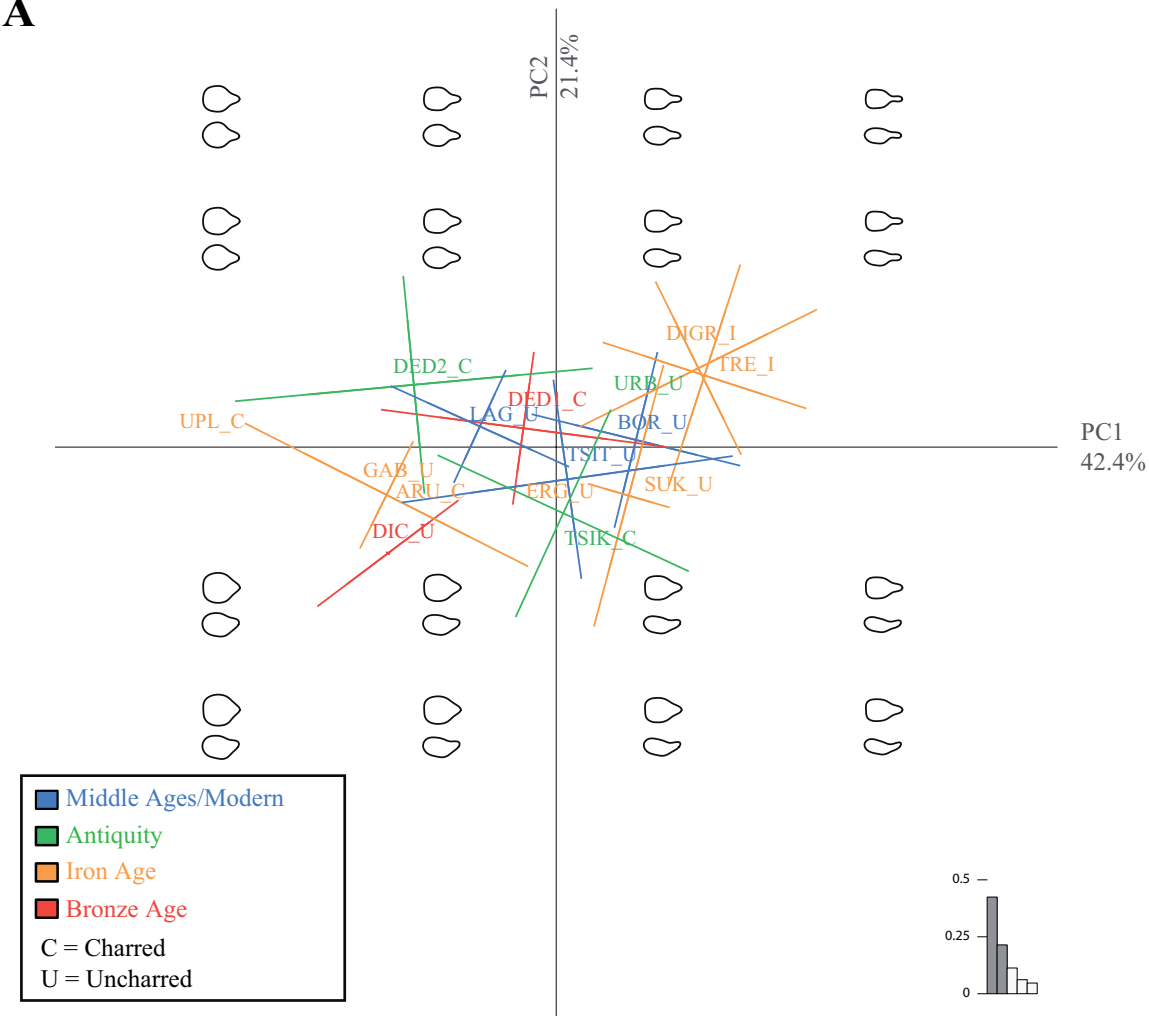 A
PC2
21.4%
DIGR_I
TRE_I
DED2_C
URB_U
DED1_C
UPL_C
LAG_U
BOR_U
PC1
42.4%
TSIT_U
GAB_U
SUK_U
ARU_C
ERG_U
DIC_U
TSIK_C
Middle Ages/Modern
Antiquity
Iron Age
Bronze Age
C = Charred
U = Uncharred
0.5
0.25
0